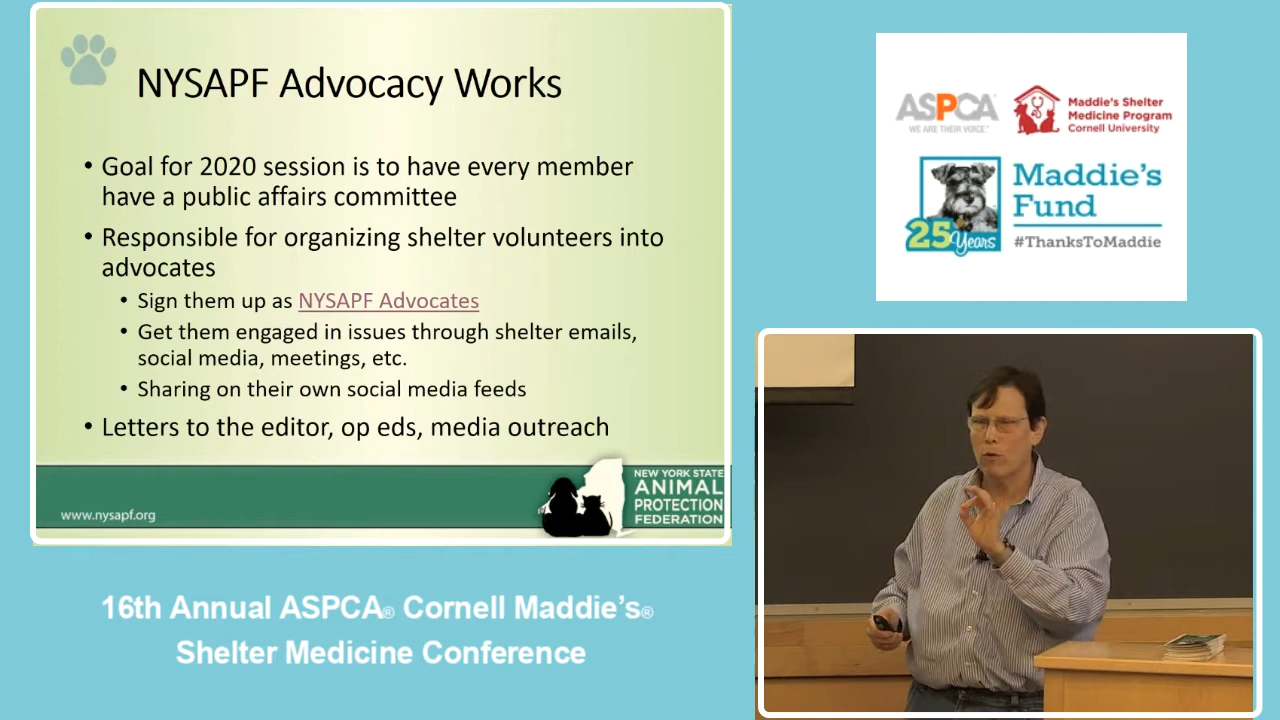 NYSAPF Advocacy Works
• Goal for 2020 session is to have every member
have a public affairs committee
• Responsible for organizing shelter volunteers into
advocates
• Sign them up as NYSAPF Advocates
• Get them engaged in issues through shelter emails,
social media, meetings, etc.
• Sharing on their own social media feeds
• Letters to the editor, op eds, media outreach
www.nysapf.org
NEW YORK STATE
ANIMAL
PROTECTION
FEDERATION
ASPCA
WE ARE THEIR VOICE™
Maddie's Shelter
Medicine Program
Cornell University
25 Years
Maddie's
Fund
#ThanksToMaddie
16th Annual ASPCA® Cornell Maddie's®
Shelter Medicine Conference